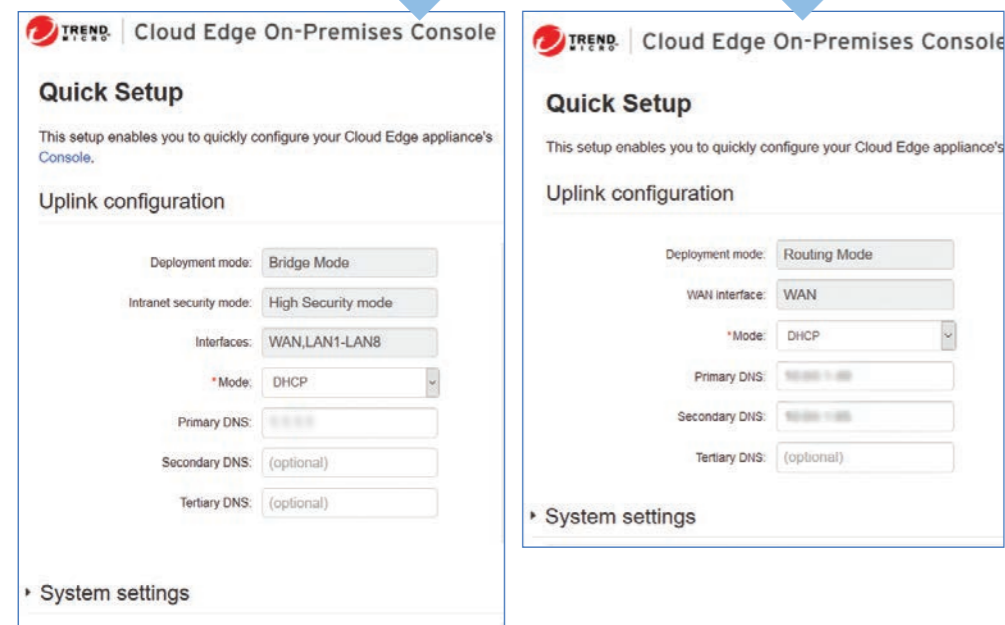 TREND MICRO | Cloud Edge On-Premises Console
Quick Setup
This setup enables you to quickly configure your Cloud Edge appliance's
Console.
Uplink configuration
Deployment mode: Bridge Mode
Intranet security mode: High Security mode
Interfaces: WAN,LAN1-LAN8
*Mode: DHCP
Primary DNS:
Secondary DNS: (optional)
Tertiary DNS: (optional)
System settings
TREND MICRO | Cloud Edge On-Premises Console
Quick Setup
This setup enables you to quickly configure your Cloud Edge appliance's
Uplink configuration
Deployment mode: Routing Mode
WAN interface: WAN
*Mode: DHCP
Primary DNS:
Secondary DNS:
Tertiary DNS: (optional)
System settings